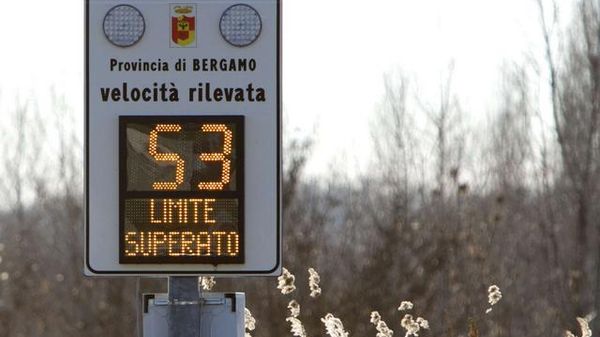 Provincia di BERGAMO
velocità rilevata
53
LIMITE
SUPERATO